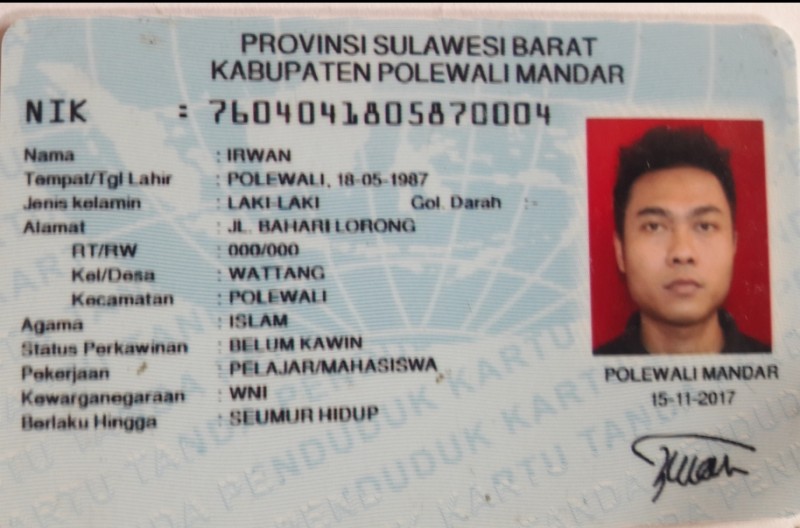 PROVINSI SULAWESI BARAT
KABUPATEN POLEWALI MANDAR
NIK : 7604041805870004
Nama : IRWAN
Tempat/Tgl Lahir : POLEWALI, 18-05-1987
Jenis kelamin : LAKI-LAKI Gol. Darah : -
Alamat : JL. BAHARI LORONG
RT/RW : 000/000
Kel/Desa : WATTANG
Kecamatan : POLEWALI
Agama : ISLAM
Status Perkawinan : BELUM KAWIN
Pekerjaan : PELAJAR/MAHASISWA
Kewarganegaraan : WNI
Berlaku Hingga : SEUMUR HIDUP
POLEWALI MANDAR
15-11-2017
KARTU TANDA PENDUDUK KARTU TANDA PENDUDUK